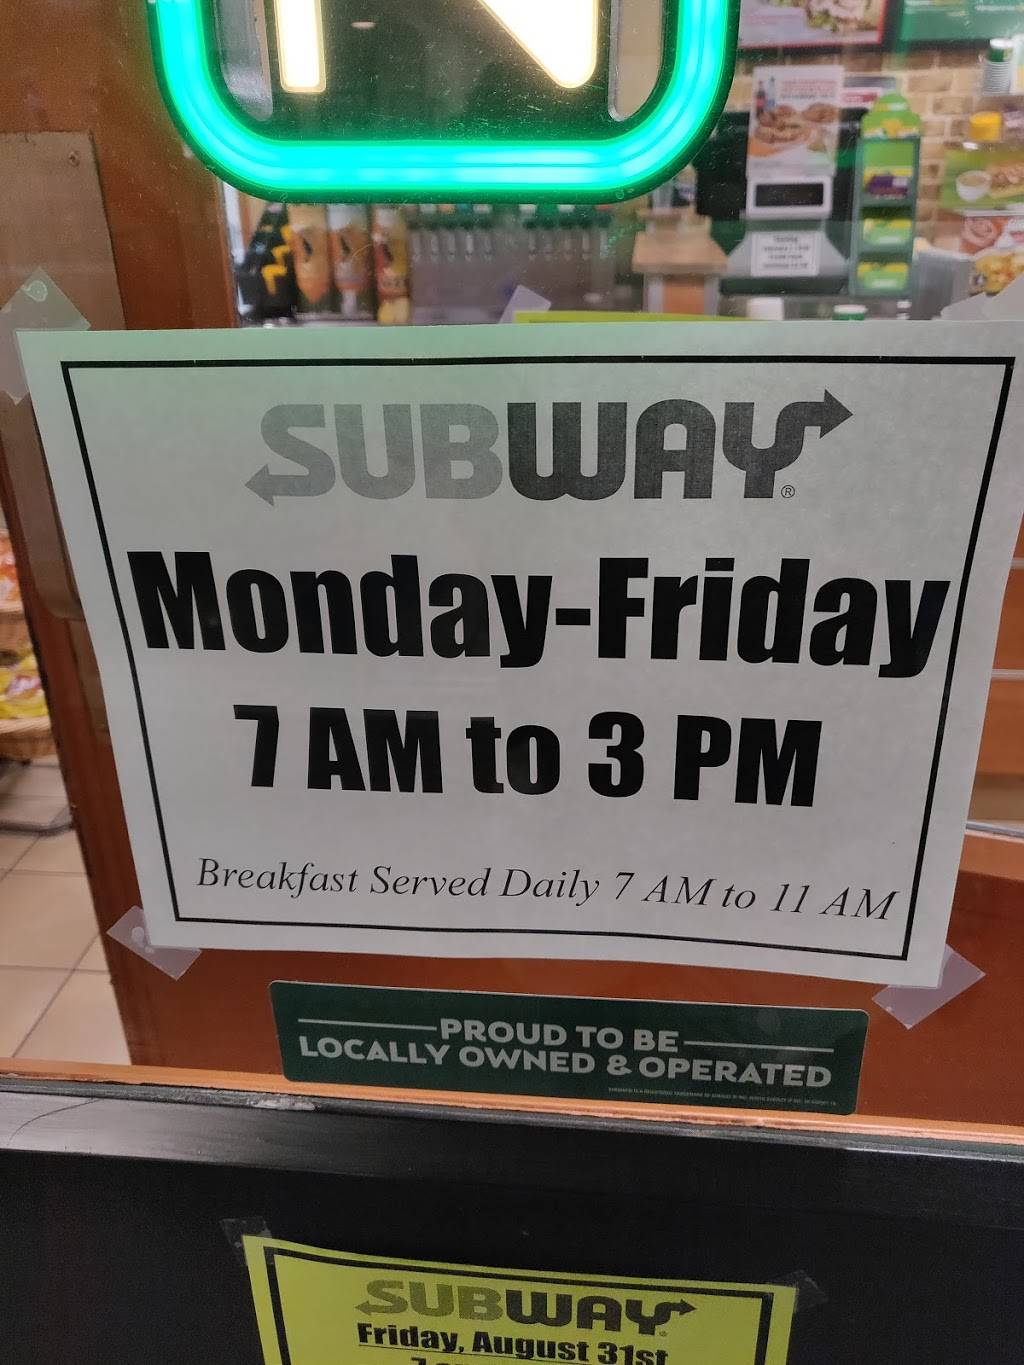 N
SUBWAY®
Monday-Friday
7 AM to 3 PM
Breakfast Served Daily 7 AM to 11 AM
PROUD TO BE
LOCALLY OWNED & OPERATED
SUBWAY
Friday, August 31st